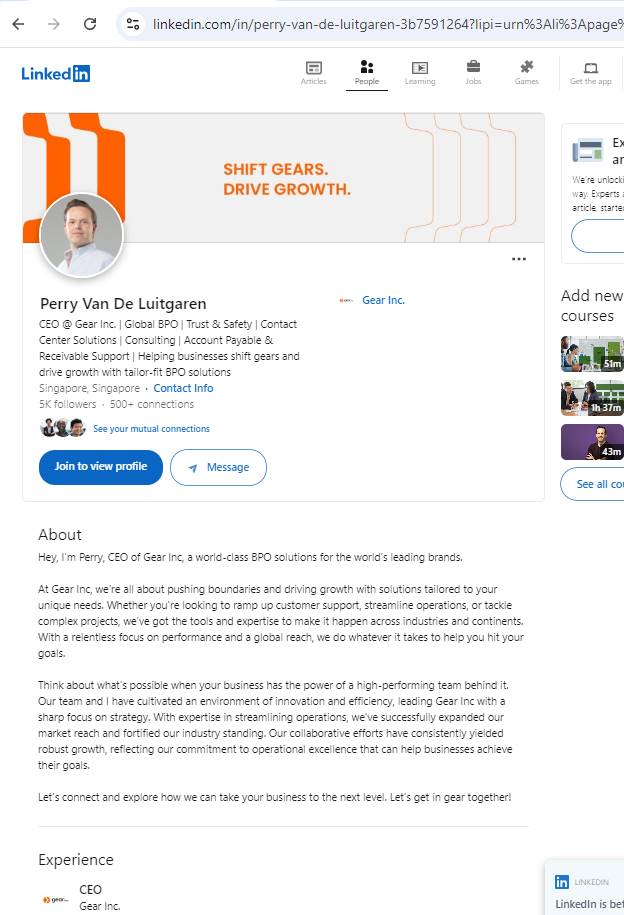 linkedin.com/in/perry-van-de-luitgaren-3b7591264?lipi=urn%3Ali%3Apage%
LinkedIn
Articles
People
Learning
Jobs
Games
Get the app
SHIFT GEARS.
DRIVE GROWTH.
Perry Van De Luitgaren
CEO @ Gear Inc. | Global BPO | Trust & Safety | Contact
Center Solutions | Consulting | Account Payable &
Receivable Support | Helping businesses shift gears and
drive growth with tailor-fit BPO solutions
Singapore, Singapore · Contact Info
5K followers · 500+ connections
See your mutual connections
Join to view profile
Message
Gear Inc.
About
Hey, I'm Perry, CEO of Gear Inc, a world-class BPO solutions for the world's leading brands.
At Gear Inc, we're all about pushing boundaries and driving growth with solutions tailored to your
unique needs. Whether you're looking to ramp up customer support, streamline operations, or tackle
complex projects, we've got the tools and expertise to make it happen across industries and continents.
With a relentless focus on performance and a global reach, we do whatever it takes to help you hit your
goals.
Think about what's possible when your business has the power of a high-performing team behind it.
Our team and I have cultivated an environment of innovation and efficiency, leading Gear Inc with a
sharp focus on strategy. With expertise in streamlining operations, we've successfully expanded our
market reach and fortified our industry standing. Our collaborative efforts have consistently yielded
robust growth, reflecting our commitment to operational excellence that can help businesses achieve
their goals.
Let's connect and explore how we can take your business to the next level. Let's get in gear together!
Experience
gear
CEO
Gear Inc.
Ex
ar
We're unlocki
way. Experts a
article, starte
Add new
courses
51m
1h 37m
43m
See all cou
in LINKEDIN
LinkedIn is bet